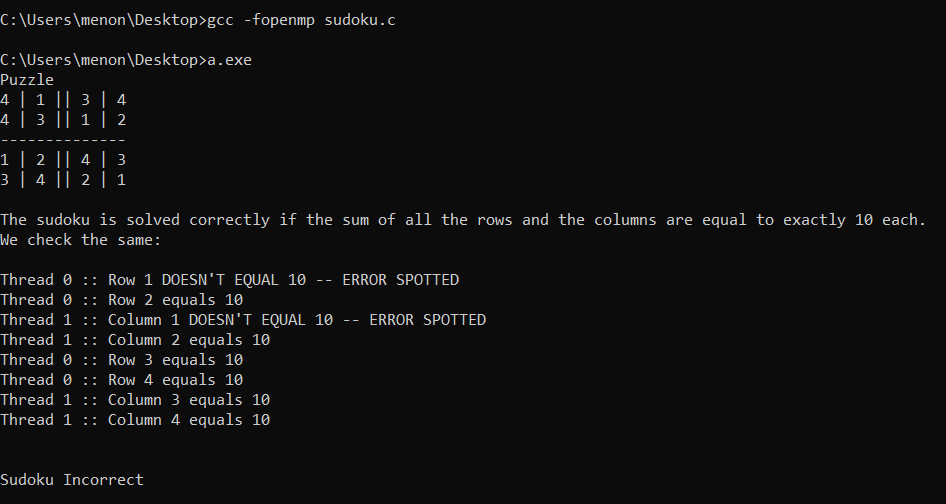 C:\Users\menon\Desktop>gcc -fopenmp sudoku.c
C:\Users\menon\Desktop>a.exe
Puzzle
4 | 1 || 3 | 4
4 | 3 || 1 | 2
--------------
1 | 2 || 4 | 3
3 | 4 || 2 | 1
The sudoku is solved correctly if the sum of all the rows and the columns are equal to exactly 10 each.
We check the same:
Thread 0 :: Row 1 DOESN'T EQUAL 10 -- ERROR SPOTTED
Thread 0 :: Row 2 equals 10
Thread 1 :: Column 1 DOESN'T EQUAL 10 -- ERROR SPOTTED
Thread 1 :: Column 2 equals 10
Thread 0 :: Row 3 equals 10
Thread 0 :: Row 4 equals 10
Thread 1 :: Column 3 equals 10
Thread 1 :: Column 4 equals 10
Sudoku Incorrect